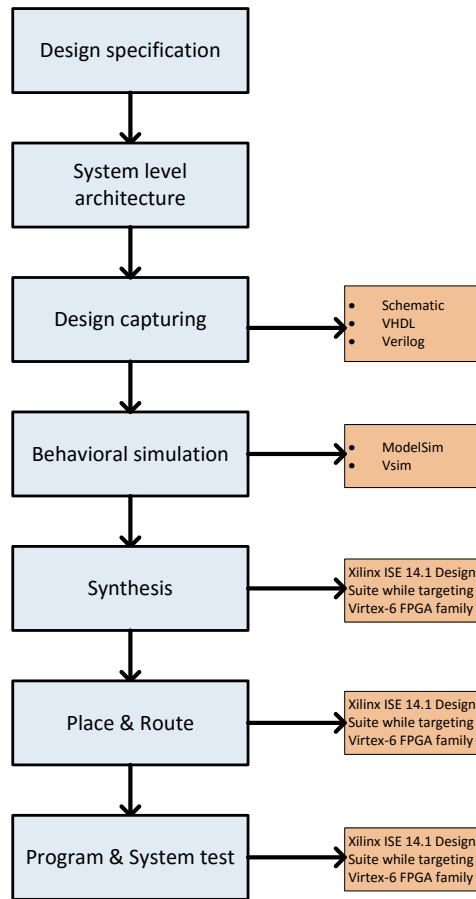 Design specification
System level
architecture
Design capturing
• Schematic
• VHDL
• Verilog
Behavioral simulation
• ModelSim
• Vsim
Synthesis
Xilinx ISE 14.1 Design
Suite while targeting
Virtex-6 FPGA family
Place & Route
Xilinx ISE 14.1 Design
Suite while targeting
Virtex-6 FPGA family
Program & System test
Xilinx ISE 14.1 Design
Suite while targeting
Virtex-6 FPGA family